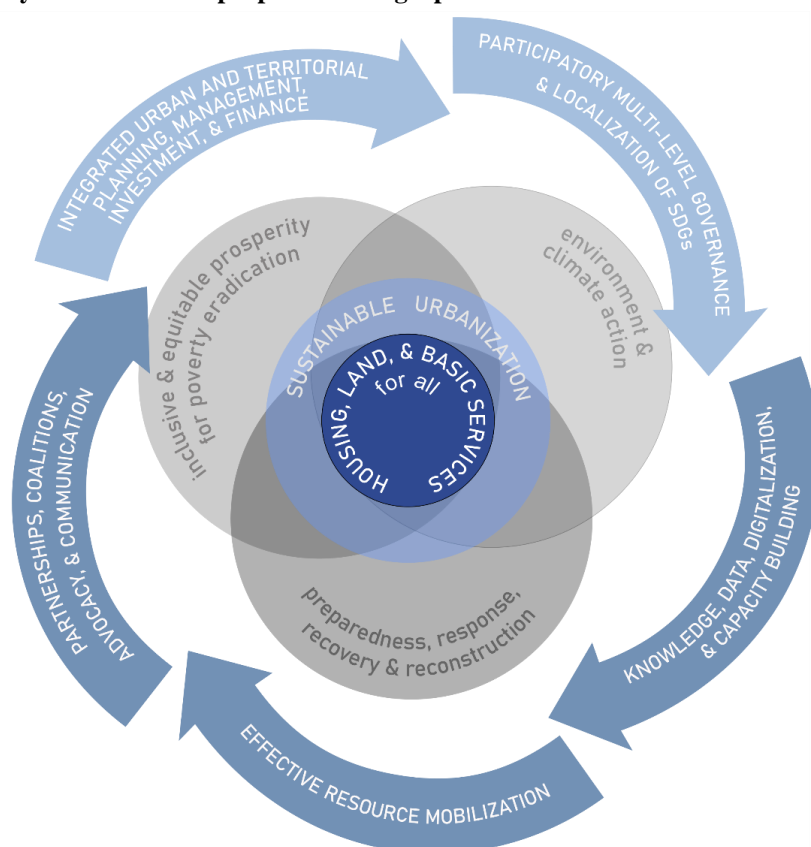 INTEGRATED URBAN AND TERRITORIAL
PLANNING, MANAGEMENT,
INVESTMENT, & FINANCE
PARTICIPATORY MULTI-LEVEL GOVERNANCE
& LOCALIZATION OF SDGs
inclusive & equitable prosperity
for poverty eradication
environment &
climate action
SUSTAINABLE URBANIZATION
HOUSING, LAND, & BASIC SERVICES
for all
preparedness, response,
recovery & reconstruction
KNOWLEDGE, DATA, DIGITALIZATION,
& CAPACITY BUILDING
EFFECTIVE RESOURCE MOBILIZATION
PARTNERSHIPS, COALITIONS,
ADVOCACY, & COMMUNICATION